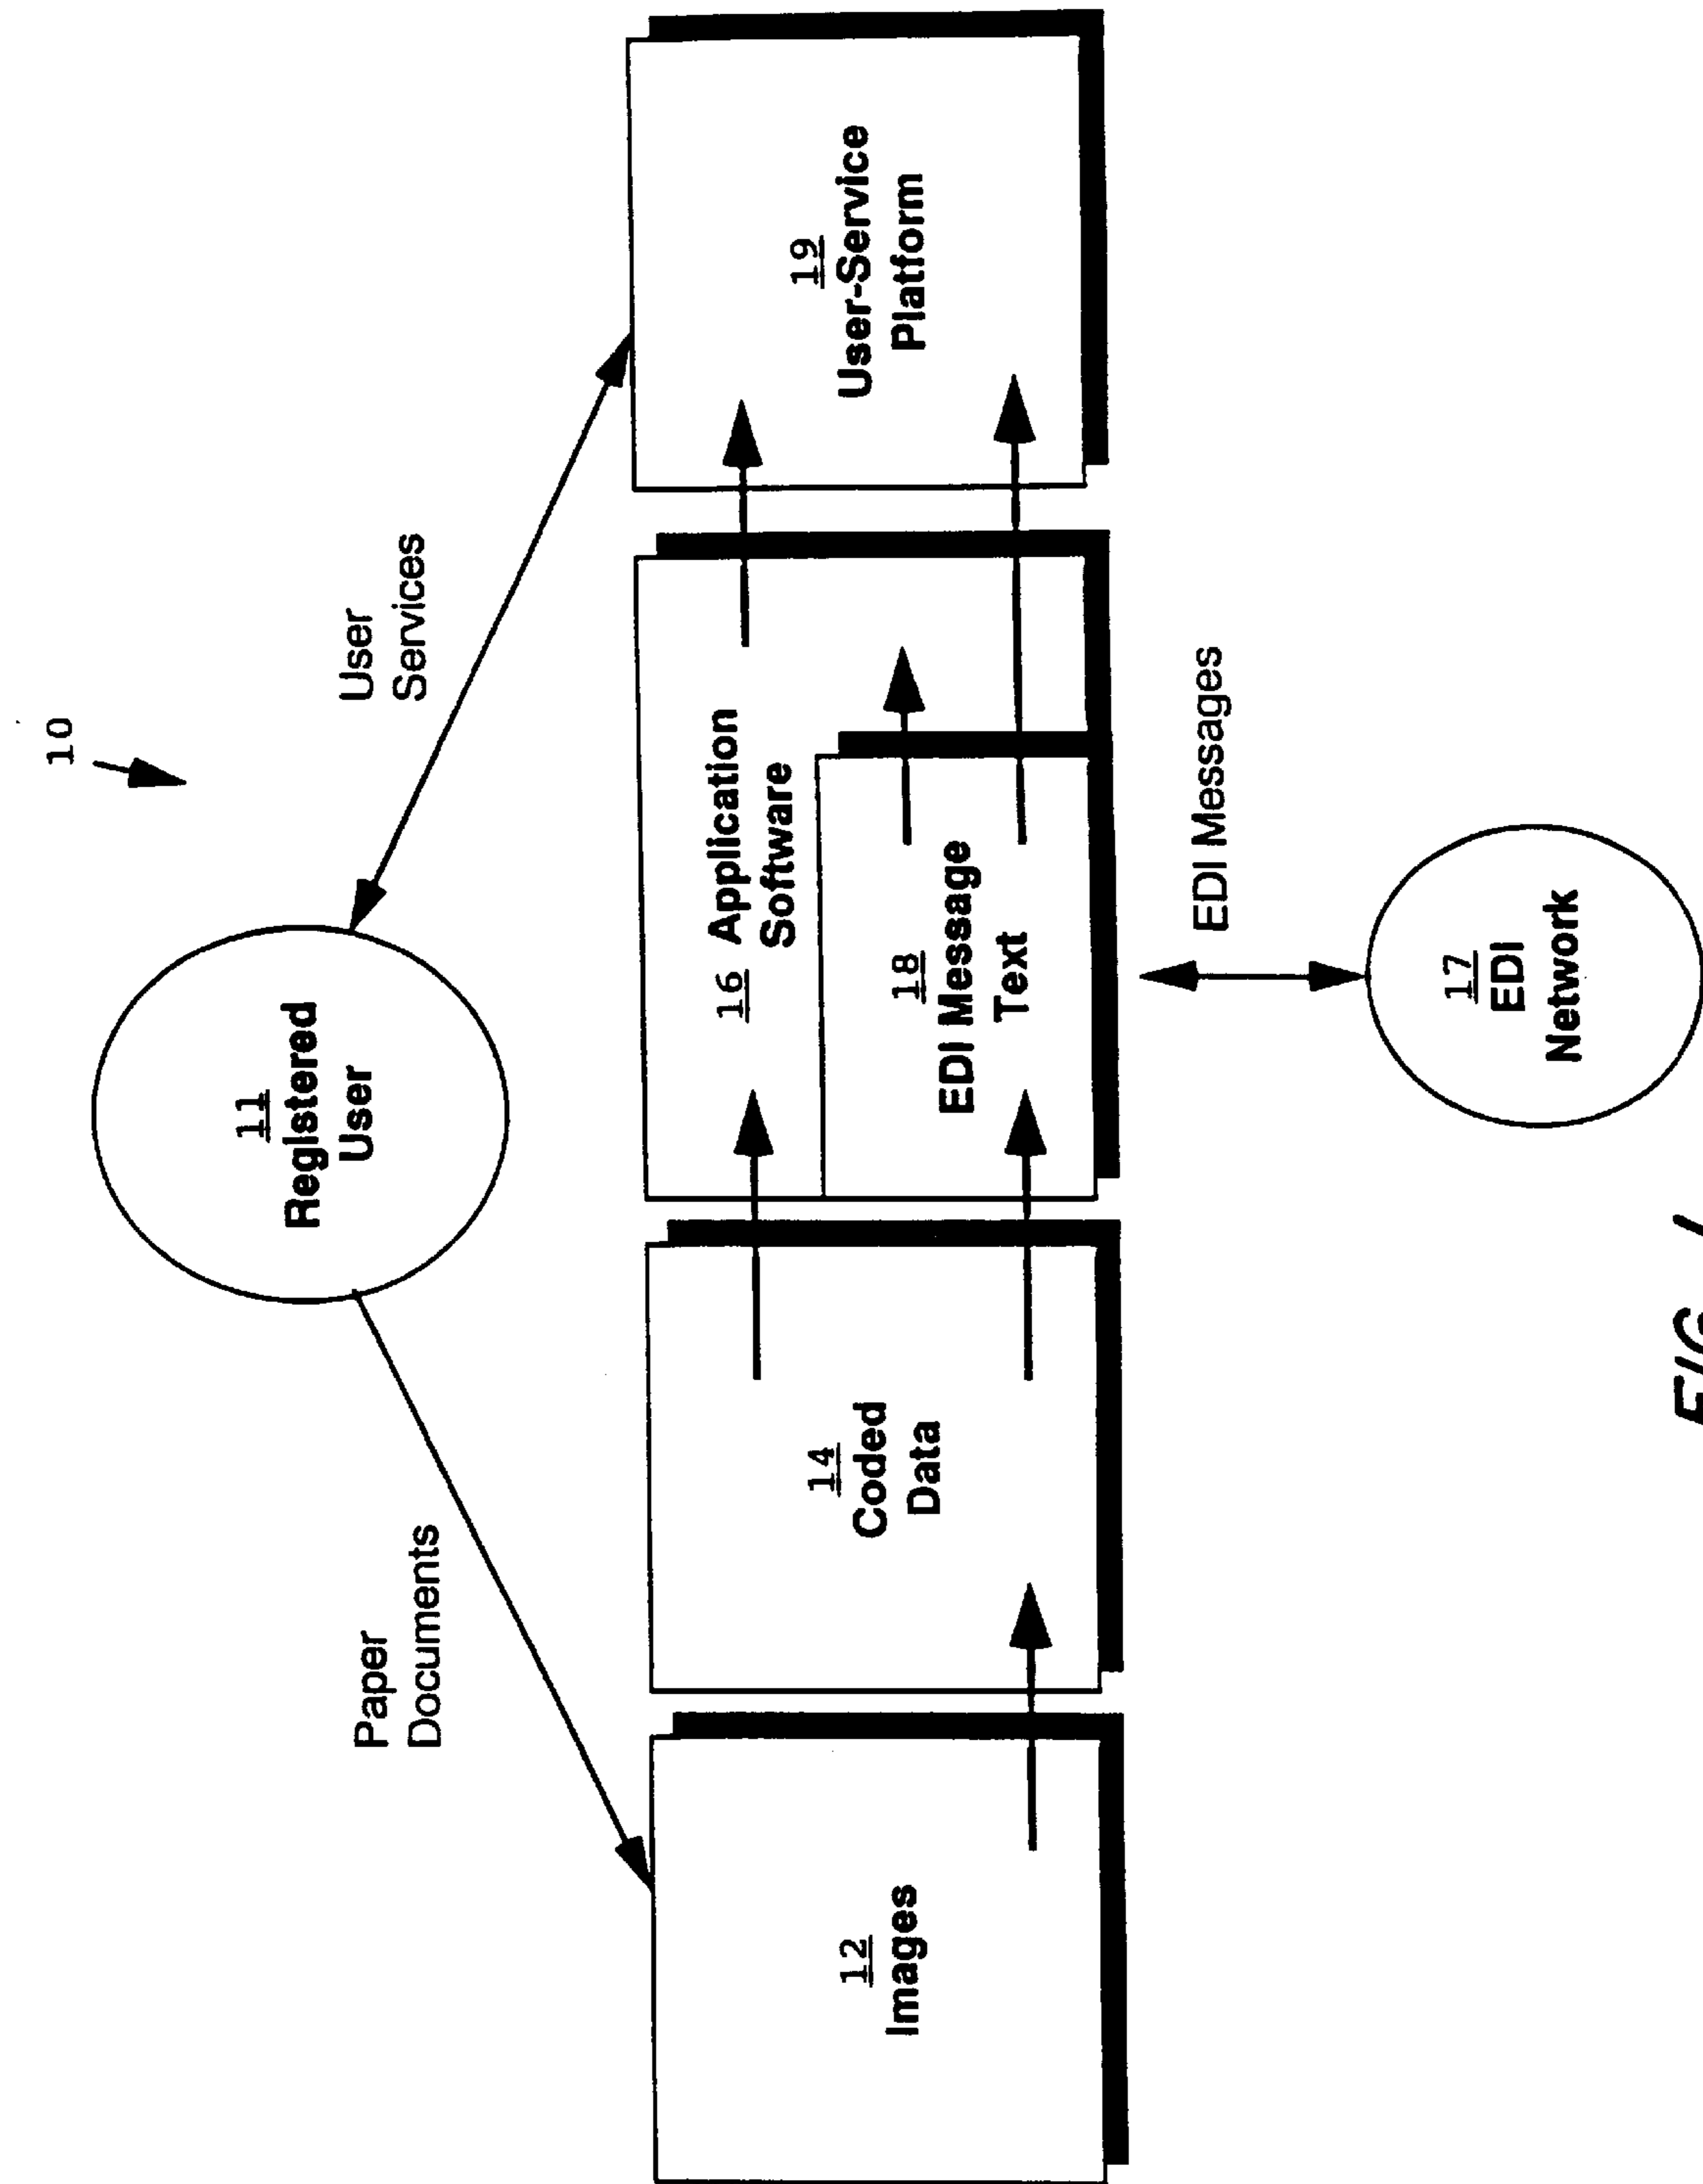 10
11
Registered
User
Paper
Documents
User
Services
12
Images
14
Coded
Data
16 Application
Software
18
EDI Message
Text
19
User-Service
Platform
EDI Messages
17
EDI
Network